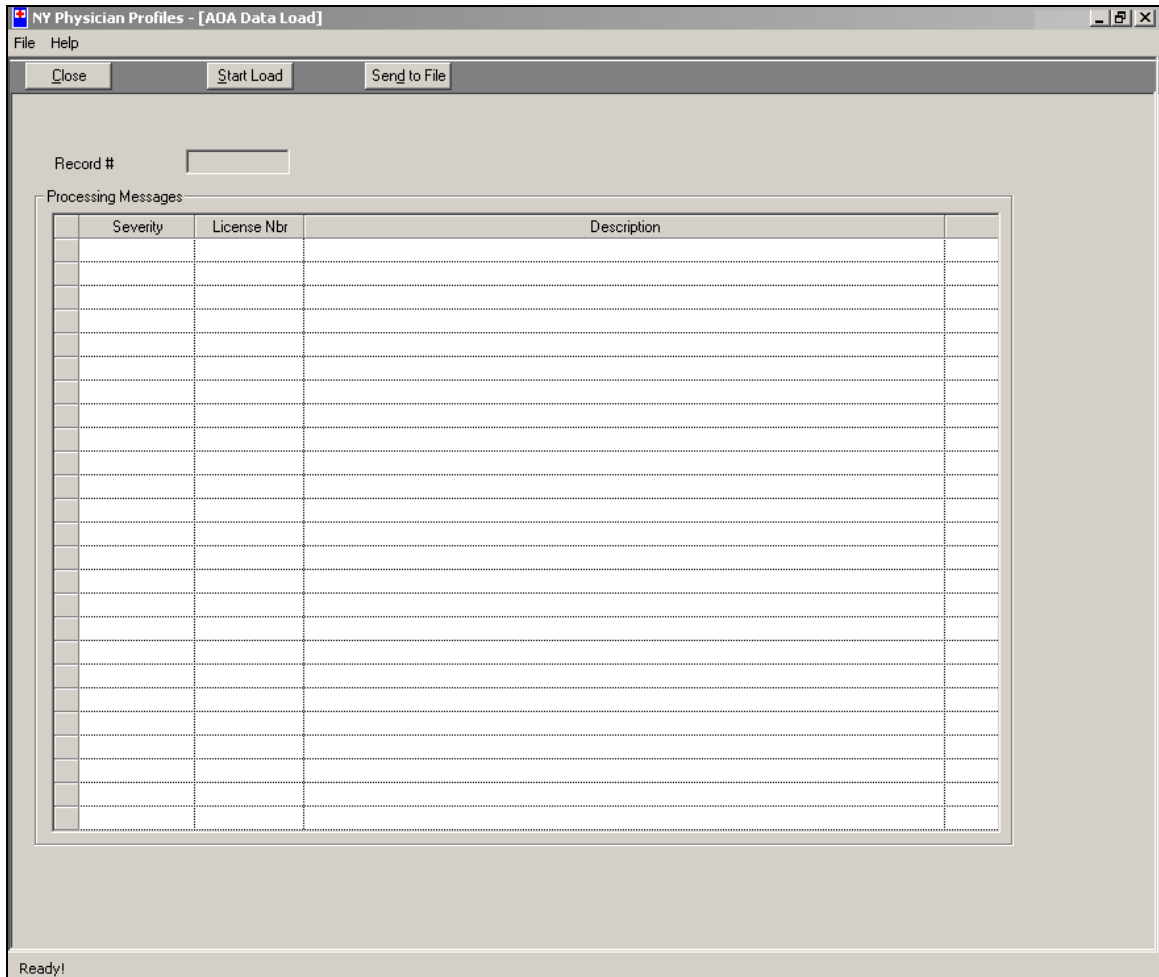 NY Physician Profiles - [AOA Data Load]
File Help
Close Start Load Send to File
Record #
Processing Messages
Severity License Nbr Description
Ready!